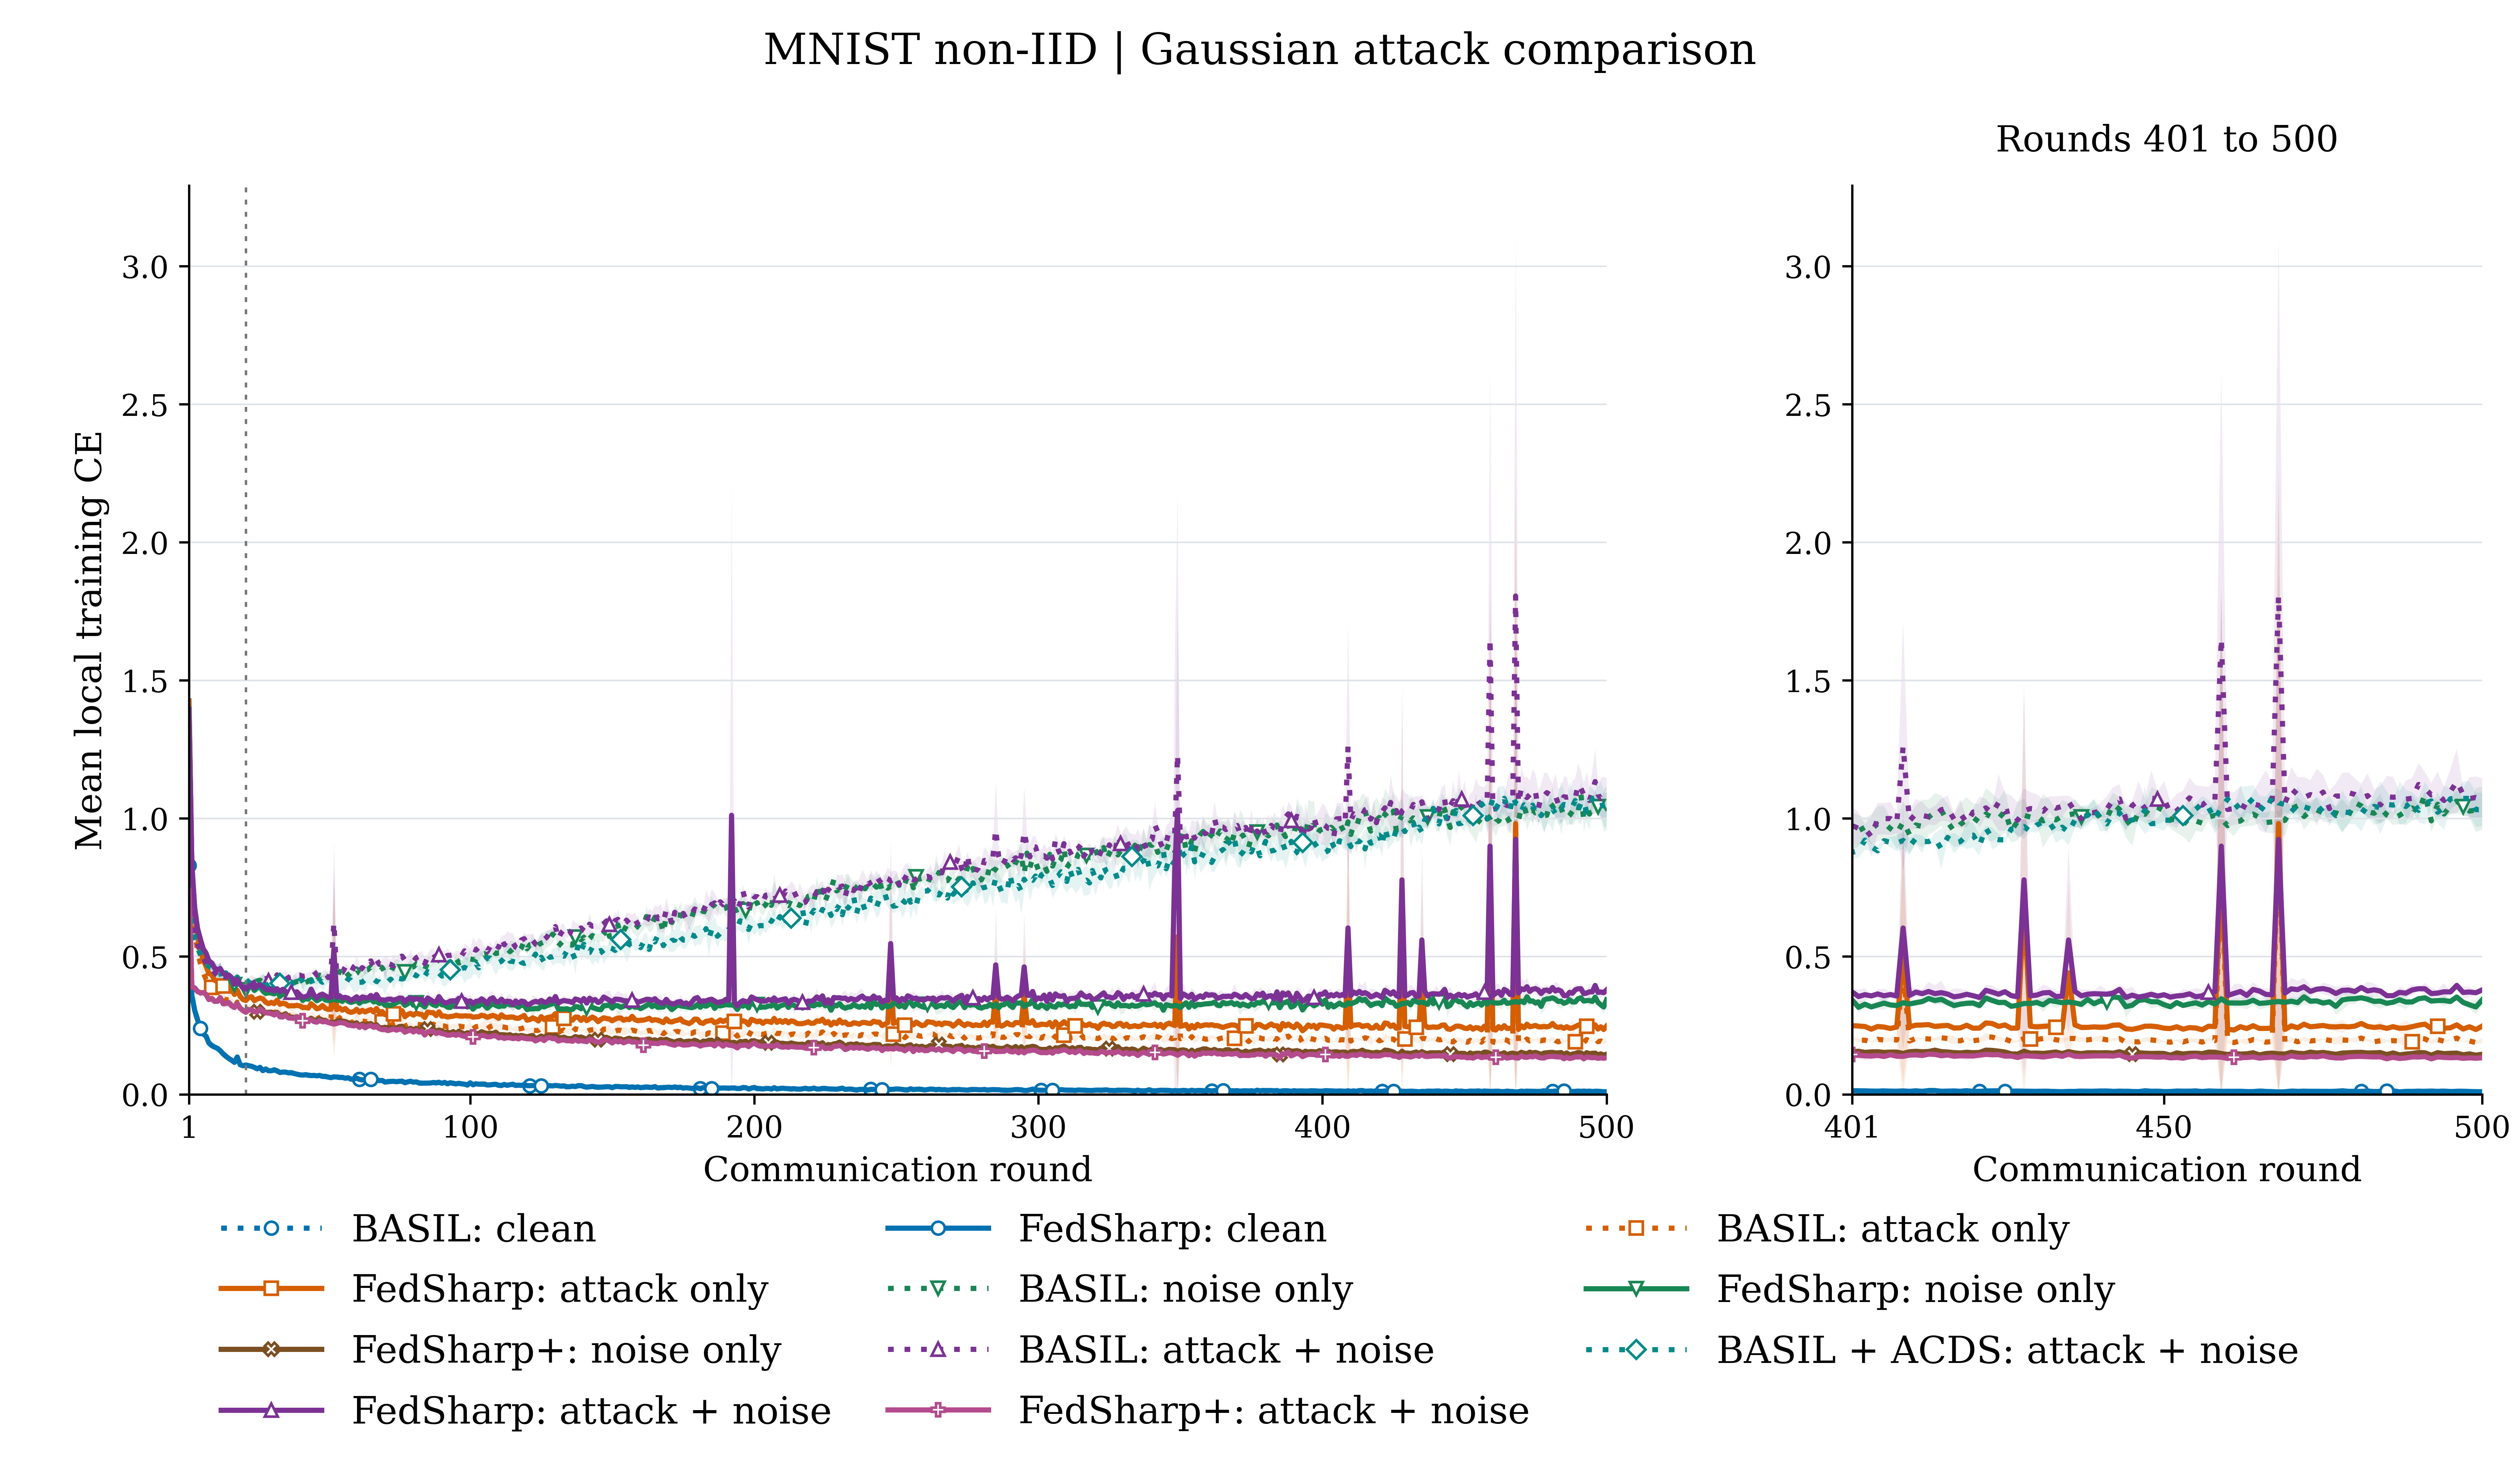 MNIST non-IID | Gaussian attack comparison
Rounds 401 to 500
Mean local training CE
3.0
2.5
2.0
1.5
1.0
0.5
0.0
1
100
200
300
400
500
Communication round
3.0
2.5
2.0
1.5
1.0
0.5
0.0
401
450
500
Communication round
BASIL: clean
FedSharp: clean
BASIL: attack only
FedSharp: attack only
BASIL: noise only
FedSharp: noise only
FedSharp+: noise only
BASIL: attack + noise
BASIL + ACDS: attack + noise
FedSharp: attack + noise
FedSharp+: attack + noise